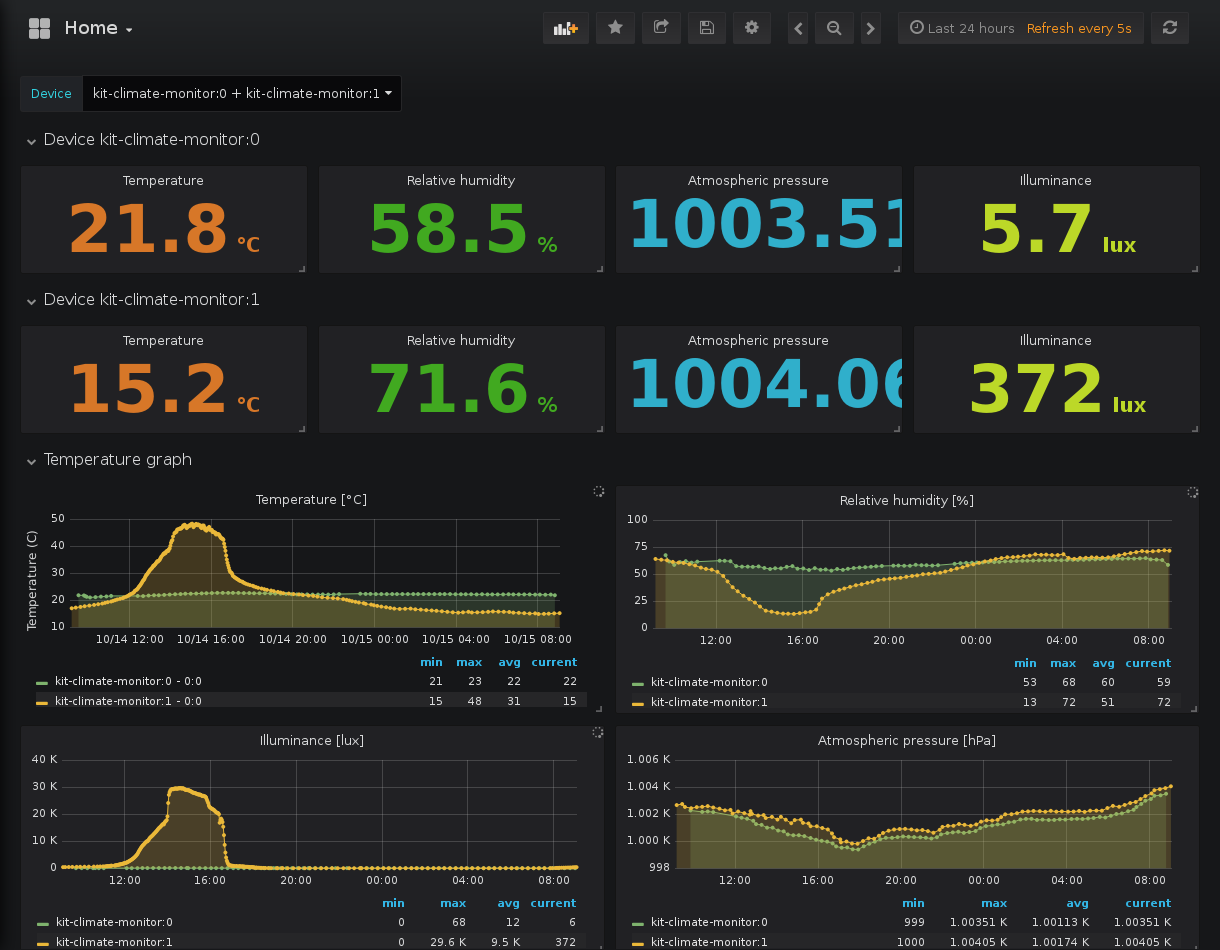 Home
Last 24 hours Refresh every 5s
Device kit-climate-monitor:0 + kit-climate-monitor:1
Device kit-climate-monitor:0
Temperature
21.8 °C
Relative humidity
58.5 %
Atmospheric pressure
1003.51
Illuminance
5.7 lux
Device kit-climate-monitor:1
Temperature
15.2 °C
Relative humidity
71.6 %
Atmospheric pressure
1004.06
Illuminance
372 lux
Temperature graph
Temperature [°C]
Temperature (C)
50
40
30
20
10
10/14 12:00 10/14 16:00 10/14 20:00 10/15 00:00 10/15 04:00 10/15 08:00
min max avg current
kit-climate-monitor:0 - 0:0 21 23 22 22
kit-climate-monitor:1 - 0:0 15 48 31 15
Relative humidity [%]
100
75
50
25
0
12:00 16:00 20:00 00:00 04:00 08:00
min max avg current
kit-climate-monitor:0 53 68 60 59
kit-climate-monitor:1 13 72 51 72
Illuminance [lux]
40 K
30 K
20 K
10 K
0
12:00 16:00 20:00 00:00 04:00 08:00
min max avg current
kit-climate-monitor:0 0 68 12 6
kit-climate-monitor:1 0 29.6 K 9.5 K 372
Atmospheric pressure [hPa]
1.006 K
1.004 K
1.002 K
1.000 K
998
12:00 16:00 20:00 00:00 04:00 08:00
min max avg current
kit-climate-monitor:0 999 1.00351 K 1.00113 K 1.00351 K
kit-climate-monitor:1 1000 1.00405 K 1.00174 K 1.00405 K